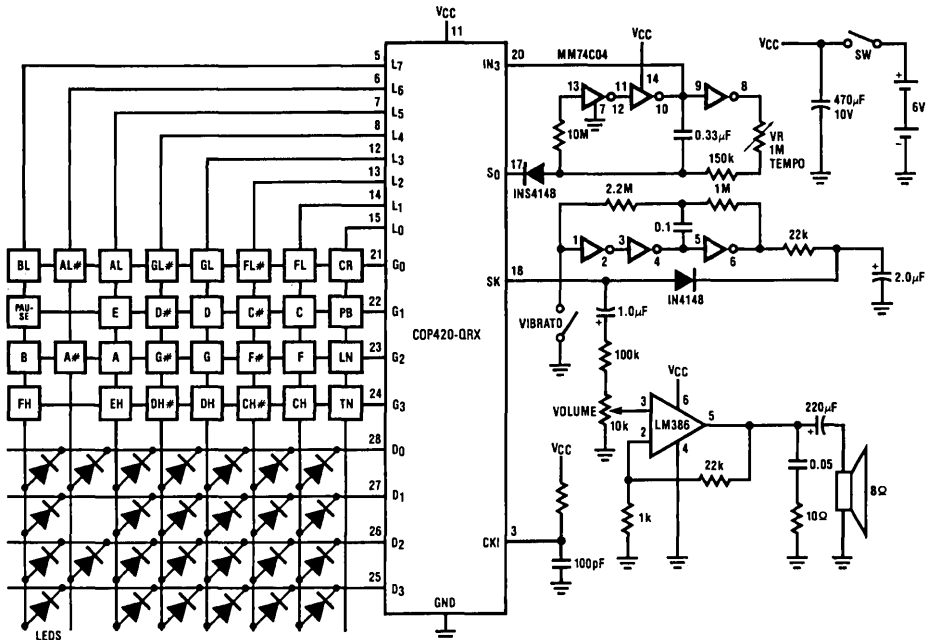 VCC
11
5
L7
6
L6
7
L5
8
L4
12
L3
13
L2
14
L1
15
L0
BL AL# AL GL# GL FL# FL CR
21
G0
PAU-
SE
E D# D C# C PB
22
G1
B A# A G# G F# F LN
23
G2
FH EH DH# DH CH# CH TN
24
G3
28
D0
27
D1
26
D2
25
D3
LEDS
COP420-QRX
GND
IN3
20
MM74C04
VCC
14
13
7
12
11
10
9
8
10M
0.33μF
VR
1M
TEMPO
150k
S0
17
INS4148
2.2M
1M
0.1
1
2
3
4
5
6
22k
SK
18
IN4148
2.0μF
+
VIBRATO
1.0μF
+
100k
VOLUME
10k
VCC
6
3
2
LM386
5
4
22k
1k
220μF
+
0.05
10Ω
8Ω
VCC
CKI
3
100pF
VCC
SW
470μF
10V
+
+
6V
-